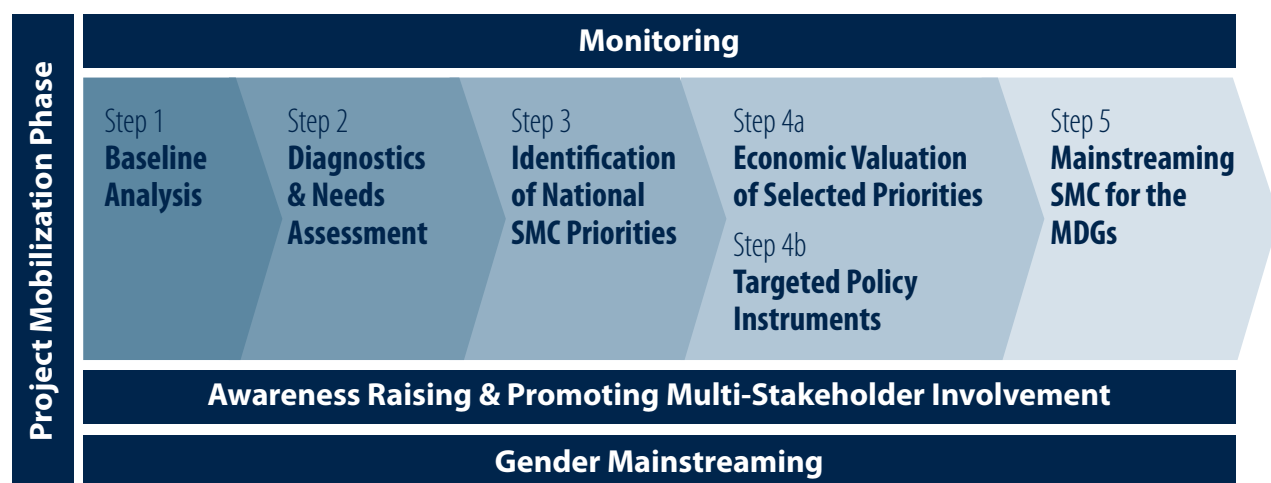 Project Mobilization Phase
Monitoring
Step 1
Baseline
Analysis
Step 2
Diagnostics
& Needs
Assessment
Step 3
Identification
of National
SMC Priorities
Step 4a
Economic Valuation
of Selected Priorities
Step 4b
Targeted Policy
Instruments
Step 5
Mainstreaming
SMC for the
MDGs
Awareness Raising & Promoting Multi-Stakeholder Involvement
Gender Mainstreaming